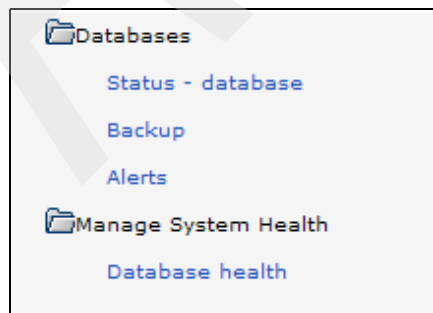 Databases
Status - database
Backup
Alerts
Manage System Health
Database health